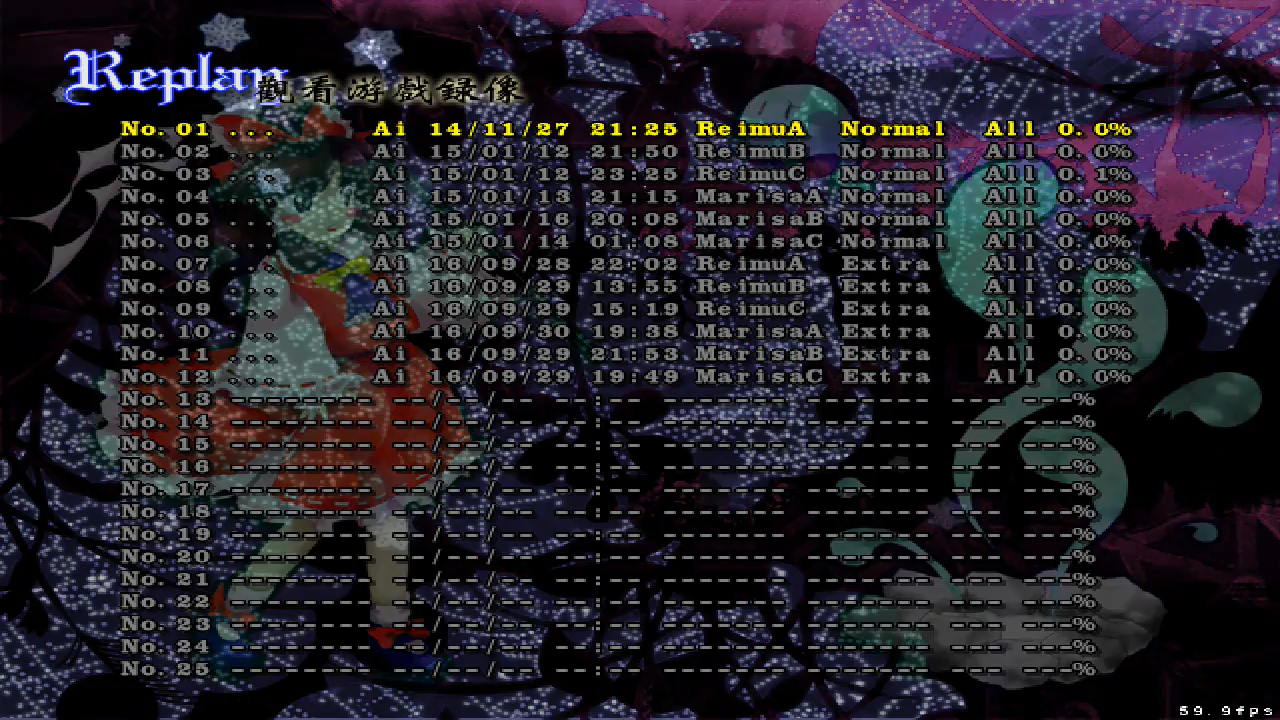 Replay 觀看游戲録像
No. 01 ... Ai 14/11/27 21:25 ReimuA Normal All 0.0%
No. 02 ... Ai 15/01/12 21:50 ReimuB Normal All 0.0%
No. 03 ... Ai 15/01/12 23:25 ReimuC Normal All 0.1%
No. 04 ... Ai 15/01/13 21:15 MarisaA Normal All 0.0%
No. 05 ... Ai 15/01/16 20:08 MarisaB Normal All 0.0%
No. 06 ... Ai 15/01/14 01:08 MarisaC Normal All 0.0%
No. 07 ... Ai 16/09/28 22:02 ReimuA Extra All 0.0%
No. 08 ... Ai 16/09/29 13:55 ReimuB Extra All 0.0%
No. 09 ... Ai 16/09/29 15:19 ReimuC Extra All 0.0%
No. 10 ... Ai 16/09/30 19:38 MarisaA Extra All 0.0%
No. 11 ... Ai 16/09/29 21:53 MarisaB Extra All 0.0%
No. 12 ... Ai 16/09/29 19:49 MarisaC Extra All 0.0%
No. 13 -------- --/--/-- --:-- ------- ------- --- ---%
No. 14 -------- --/--/-- --:-- ------- ------- --- ---%
No. 15 -------- --/--/-- --:-- ------- ------- --- ---%
No. 16 -------- --/--/-- --:-- ------- ------- --- ---%
No. 17 -------- --/--/-- --:-- ------- ------- --- ---%
No. 18 -------- --/--/-- --:-- ------- ------- --- ---%
No. 19 -------- --/--/-- --:-- ------- ------- --- ---%
No. 20 -------- --/--/-- --:-- ------- ------- --- ---%
No. 21 -------- --/--/-- --:-- ------- ------- --- ---%
No. 22 -------- --/--/-- --:-- ------- ------- --- ---%
No. 23 -------- --/--/-- --:-- ------- ------- --- ---%
No. 24 -------- --/--/-- --:-- ------- ------- --- ---%
No. 25 -------- --/--/-- --:-- ------- ------- --- ---%
59.9fps